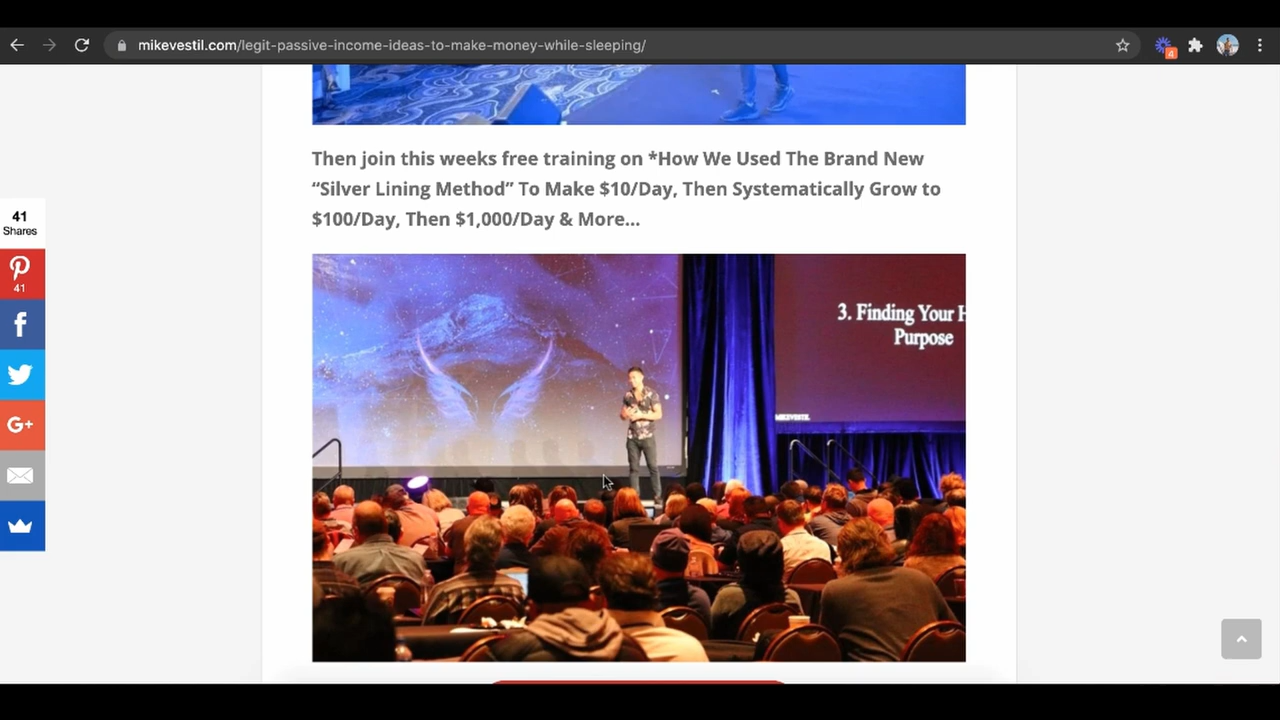 mikevestil.com/legit-passive-income-ideas-to-make-money-while-sleeping/
4
Then join this weeks free training on *How We Used The Brand New
“Silver Lining Method” To Make $10/Day, Then Systematically Grow to
$100/Day, Then $1,000/Day & More...
41
Shares
41
G+
3. Finding Your
Purpose
MIKEVESTIL